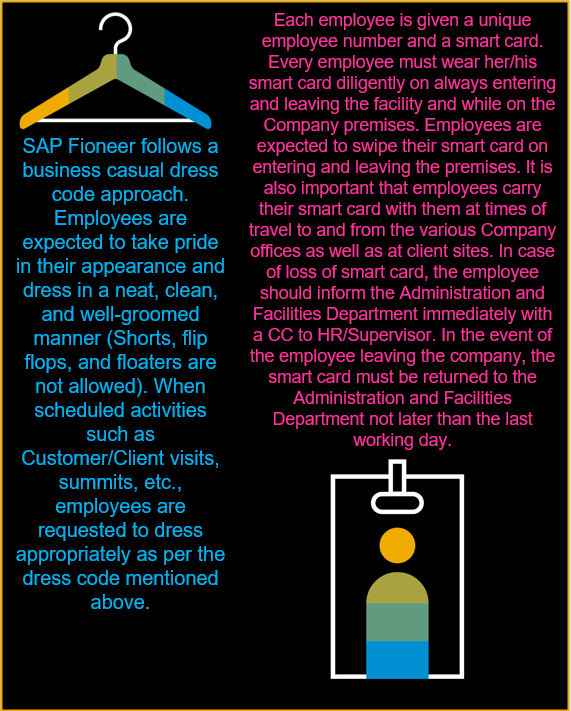 SAP Fioneer follows a
business casual dress
code approach.
Employees are
expected to take pride
in their appearance and
dress in a neat, clean,
and well-groomed
manner (Shorts, flip
flops, and floaters are
not allowed). When
scheduled activities
such as
Customer/Client visits,
summits, etc.,
employees are
requested to dress
appropriately as per the
dress code mentioned
above.
Each employee is given a unique
employee number and a smart card.
Every employee must wear her/his
smart card diligently on always entering
and leaving the facility and while on the
Company premises. Employees are
expected to swipe their smart card on
entering and leaving the premises. It is
also important that employees carry
their smart card with them at times of
travel to and from the various Company
offices as well as at client sites. In case
of loss of smart card, the employee
should inform the Administration and
Facilities Department immediately with
a CC to HR/Supervisor. In the event of
the employee leaving the company, the
smart card must be returned to the
Administration and Facilities
Department not later than the last
working day.